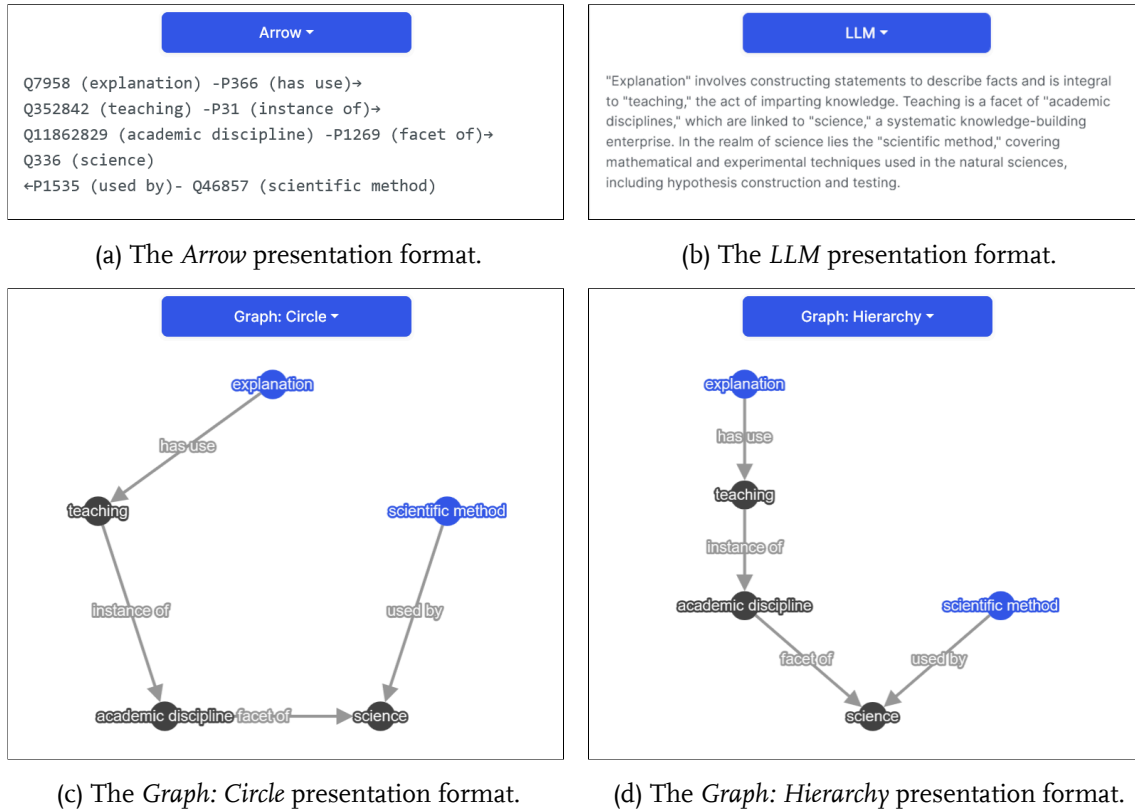 Arrow
Q7958 (explanation) -P366 (has use)→
Q352842 (teaching) -P31 (instance of)→
Q11862829 (academic discipline) -P1269 (facet of)→
Q336 (science)
←P1535 (used by)- Q46857 (scientific method)
(a) The Arrow presentation format.
LLM
"Explanation" involves constructing statements to describe facts and is integral
to "teaching," the act of imparting knowledge. Teaching is a facet of "academic
disciplines," which are linked to "science," a systematic knowledge-building
enterprise. In the realm of science lies the "scientific method," covering
mathematical and experimental techniques used in the natural sciences,
including hypothesis construction and testing.
(b) The LLM presentation format.
Graph: Circle
explanation
has use
teaching
scientific method
instance of
used by
academic discipline
facet of
science
(c) The Graph: Circle presentation format.
Graph: Hierarchy
explanation
has use
teaching
instance of
academic discipline
scientific method
facet of
used by
science
(d) The Graph: Hierarchy presentation format.